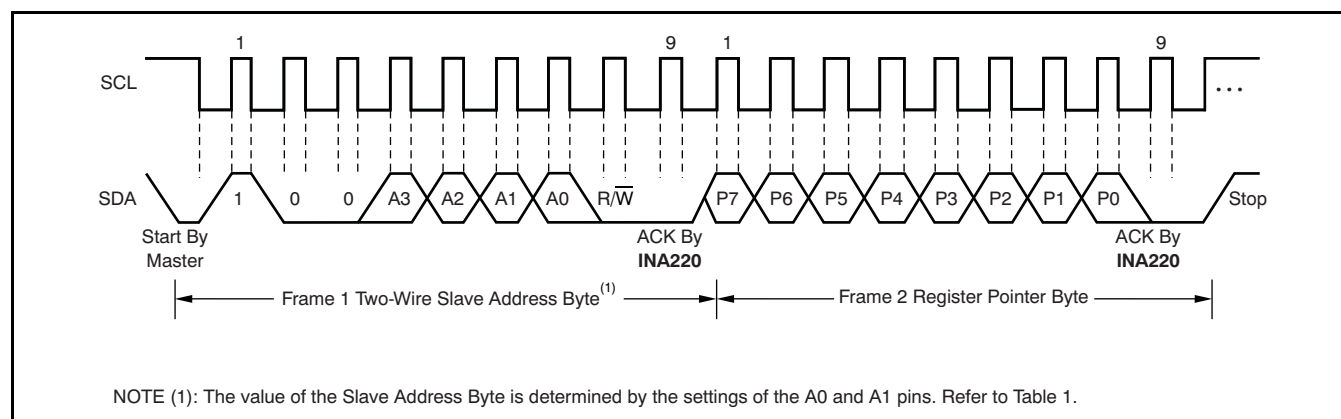 1 9 1 9
SCL ...
SDA 1 0 0 A3 A2 A1 A0 R/W̅ P7 P6 P5 P4 P3 P2 P1 P0 Stop
Start By ACK By ACK By
Master INA220 INA220
Frame 1 Two-Wire Slave Address Byte(1) Frame 2 Register Pointer Byte
NOTE (1): The value of the Slave Address Byte is determined by the settings of the A0 and A1 pins. Refer to Table 1.